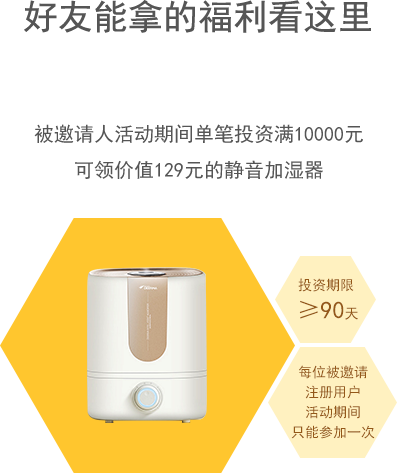 好友能拿的福利看这里
被邀请人活动期间单笔投资满10000元
可领价值129元的静音加湿器
投资期限
≥90天
每位被邀请
注册用户
活动期间
只能参加一次